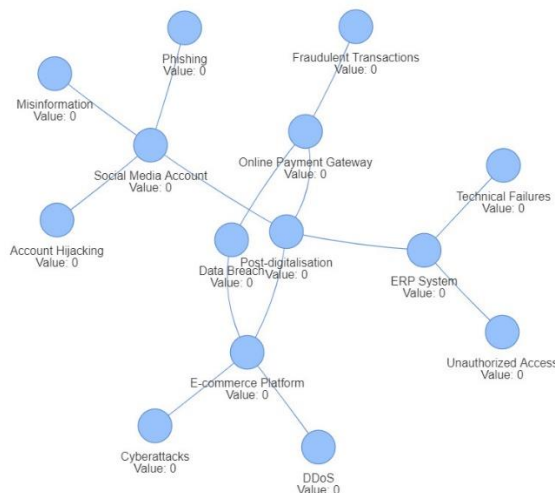 Phishing
Value: 0
Fraudulent Transactions
Value: 0
Misinformation
Value: 0
Online Payment Gateway
Value: 0
Social Media Account
Value: 0
Technical Failures
Value: 0
Account Hijacking
Value: 0
Data Breach
Value: 0
Post-digitalisation
Value: 0
ERP System
Value: 0
Unauthorized Access
Value: 0
E-commerce Platform
Value: 0
Cyberattacks
Value: 0
DDoS
Value: 0